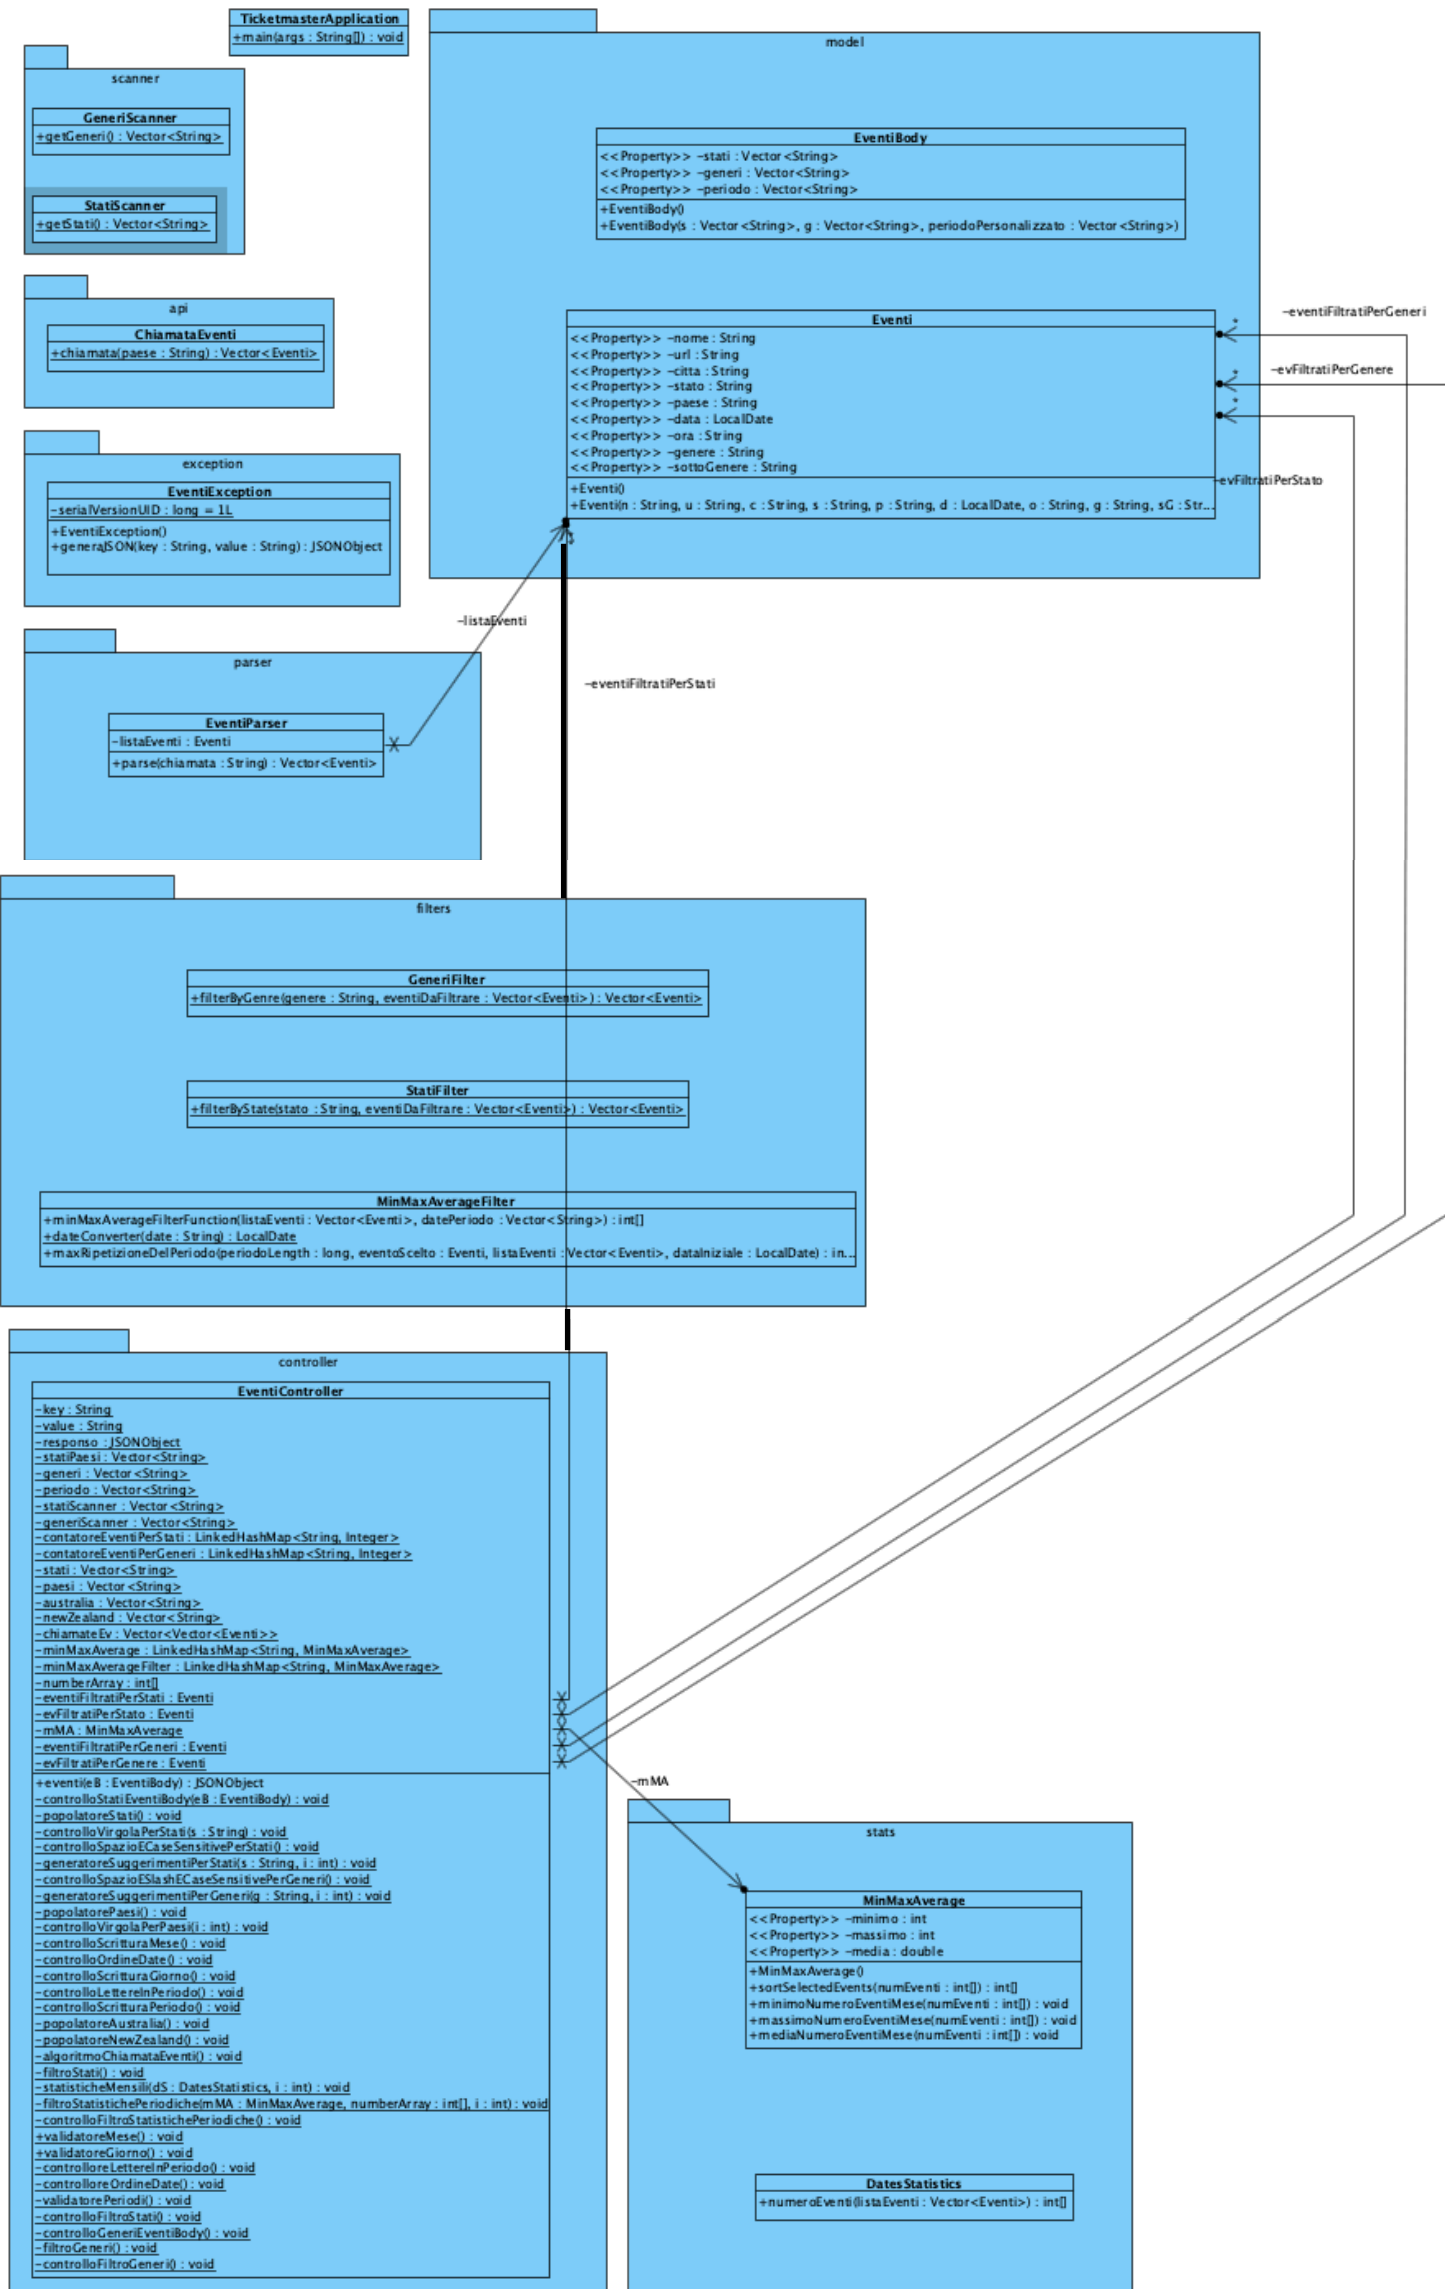 TicketmasterApplication
+main(args : String[]) : void
scanner
GeneriScanner
+getGeneri() : Vector<String>
StatiScanner
+getStati() : Vector<String>
api
ChiamataEventi
+chiamata(paese : String) : Vector<Eventi>
exception
EventiException
-serialVersionUID : long = 1L
+EventiException()
+generaJSON(key : String, value : String) : JSONObject
parser
EventiParser
-listaEventi : Eventi
+parse(chiamata : String) : Vector<Eventi>
model
EventiBody
<<Property>> -stati : Vector<String>
<<Property>> -generi : Vector<String>
<<Property>> -periodo : Vector<String>
+EventiBody()
+EventiBody(s : Vector<String>, g : Vector<String>, periodoPersonalizzato : Vector<String>)
Eventi
<<Property>> -nome : String
<<Property>> -url : String
<<Property>> -citta : String
<<Property>> -stato : String
<<Property>> -paese : String
<<Property>> -data : LocalDate
<<Property>> -ora : String
<<Property>> -genere : String
<<Property>> -sottoGenere : String
+Eventi()
+Eventi(n : String, u : String, c : String, s : String, p : String, d : LocalDate, o : String, g : String, sG : Str...
-eventiFiltratiPerGeneri
*
-evFiltratiPerGenere
*
*
-evFiltratiPerStato
*
-listaEventi
-eventiFiltratiPerStati
filters
GeneriFilter
+filterByGenre(genere : String, eventiDaFiltrare : Vector<Eventi>) : Vector<Eventi>
StatiFilter
+filterByState(stato : String, eventiDaFiltrare : Vector<Eventi>) : Vector<Eventi>
MinMaxAverageFilter
+minMaxAverageFilterFunction(listaEventi : Vector<Eventi>, datePeriodo : Vector<String>) : int[]
+dateConverter(date : String) : LocalDate
+maxRipetizioneDelPeriodo(periodoLength : long, eventoScelto : Eventi, listaEventi : Vector<Eventi>, dataIniziale : LocalDate) : in...
controller
EventiController
-key : String
-value : String
-responso : JSONObject
-statiPaesi : Vector<String>
-generi : Vector<String>
-periodo : Vector<String>
-statiScanner : Vector<String>
-generiScanner : Vector<String>
-contatoreEventiPerStati : LinkedHashMap<String, Integer>
-contatoreEventiPerGeneri : LinkedHashMap<String, Integer>
-stati : Vector<String>
-paesi : Vector<String>
-australia : Vector<String>
-newZealand : Vector<String>
-chiamateEv : Vector<Vector<Eventi>>
-minMaxAverage : LinkedHashMap<String, MinMaxAverage>
-minMaxAverageFilter : LinkedHashMap<String, MinMaxAverage>
-numberArray : int[]
-eventiFiltratiPerStati : Eventi
-evFiltratiPerStato : Eventi
-mMA : MinMaxAverage
-eventiFiltratiPerGeneri : Eventi
-evFiltratiPerGenere : Eventi
+eventi(eB : EventiBody) : JSONObject
-controlloStatiEventiBody(eB : EventiBody) : void
-popolatoreStati() : void
-controlloVirgolaPerStati(s : String) : void
-controlloSpazioECaseSensitivePerStati() : void
-generatoreSuggerimentiPerStati(s : String, i : int) : void
-controlloSpazioESlashECaseSensitivePerGeneri() : void
-generatoreSuggerimentiPerGeneri(g : String, i : int) : void
-popolatorePaesi() : void
-controlloVirgolaPerPaesi(i : int) : void
-controlloScritturaMese() : void
-controlloOrdineDate() : void
-controlloScritturaGiorno() : void
-controlloLettereInPeriodo() : void
-controlloScritturaPeriodo() : void
-popolatoreAustralia() : void
-popolatoreNewZealand() : void
-algoritmoChiamataEventi() : void
-filtroStati() : void
-statisticheMensili(dS : DatesStatistics, i : int) : void
-filtroStatistichePeriodiche(mMA : MinMaxAverage, numberArray : int[], i : int) : void
-controlloFiltroStatistichePeriodiche() : void
+validatoreMese() : void
+validatoreGiorno() : void
-controlloreLettereInPeriodo() : void
-controlloreOrdineDate() : void
-validatorePeriodi() : void
-controlloFiltroStati() : void
-controlloGeneriEventiBody() : void
-filtroGeneri() : void
-controlloFiltroGeneri() : void
-mMA
stats
MinMaxAverage
<<Property>> -minimo : int
<<Property>> -massimo : int
<<Property>> -media : double
+MinMaxAverage()
+sortSelectedEvents(numEventi : int[]) : int[]
+minimoNumeroEventiMese(numEventi : int[]) : void
+massimoNumeroEventiMese(numEventi : int[]) : void
+mediaNumeroEventiMese(numEventi : int[]) : void
DatesStatistics
+numeroEventi(listaEventi : Vector<Eventi>) : int[]